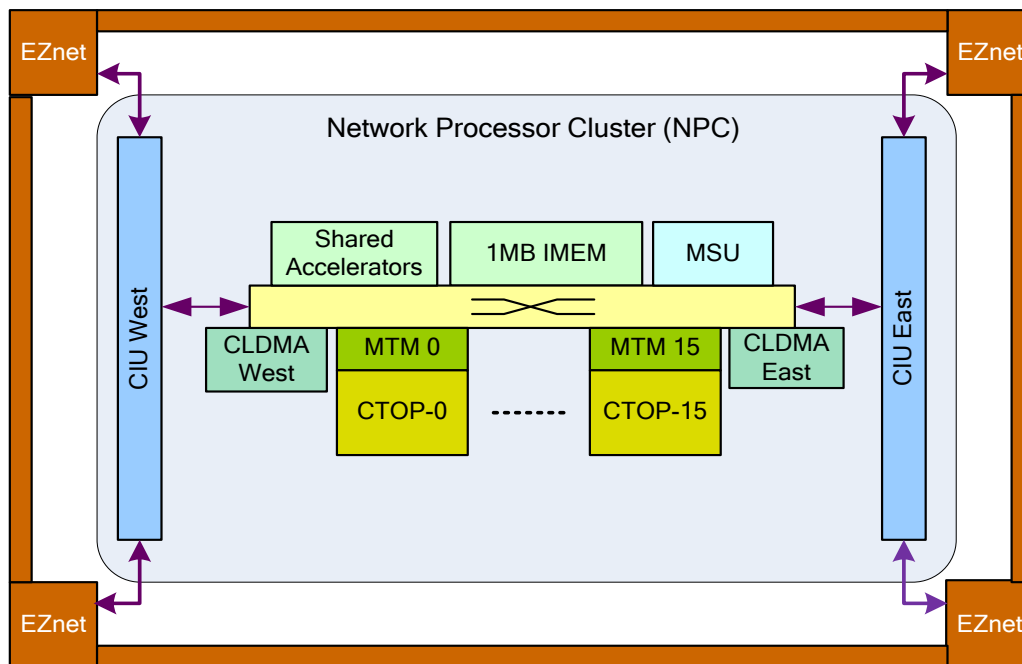 EZnet
EZnet
Network Processor Cluster (NPC)
Shared
Accelerators
1MB IMEM
MSU
CIU West
CIU East
CLDMA
West
MTM 0
MTM 15
CLDMA
East
CTOP-0
CTOP-15
EZnet
EZnet